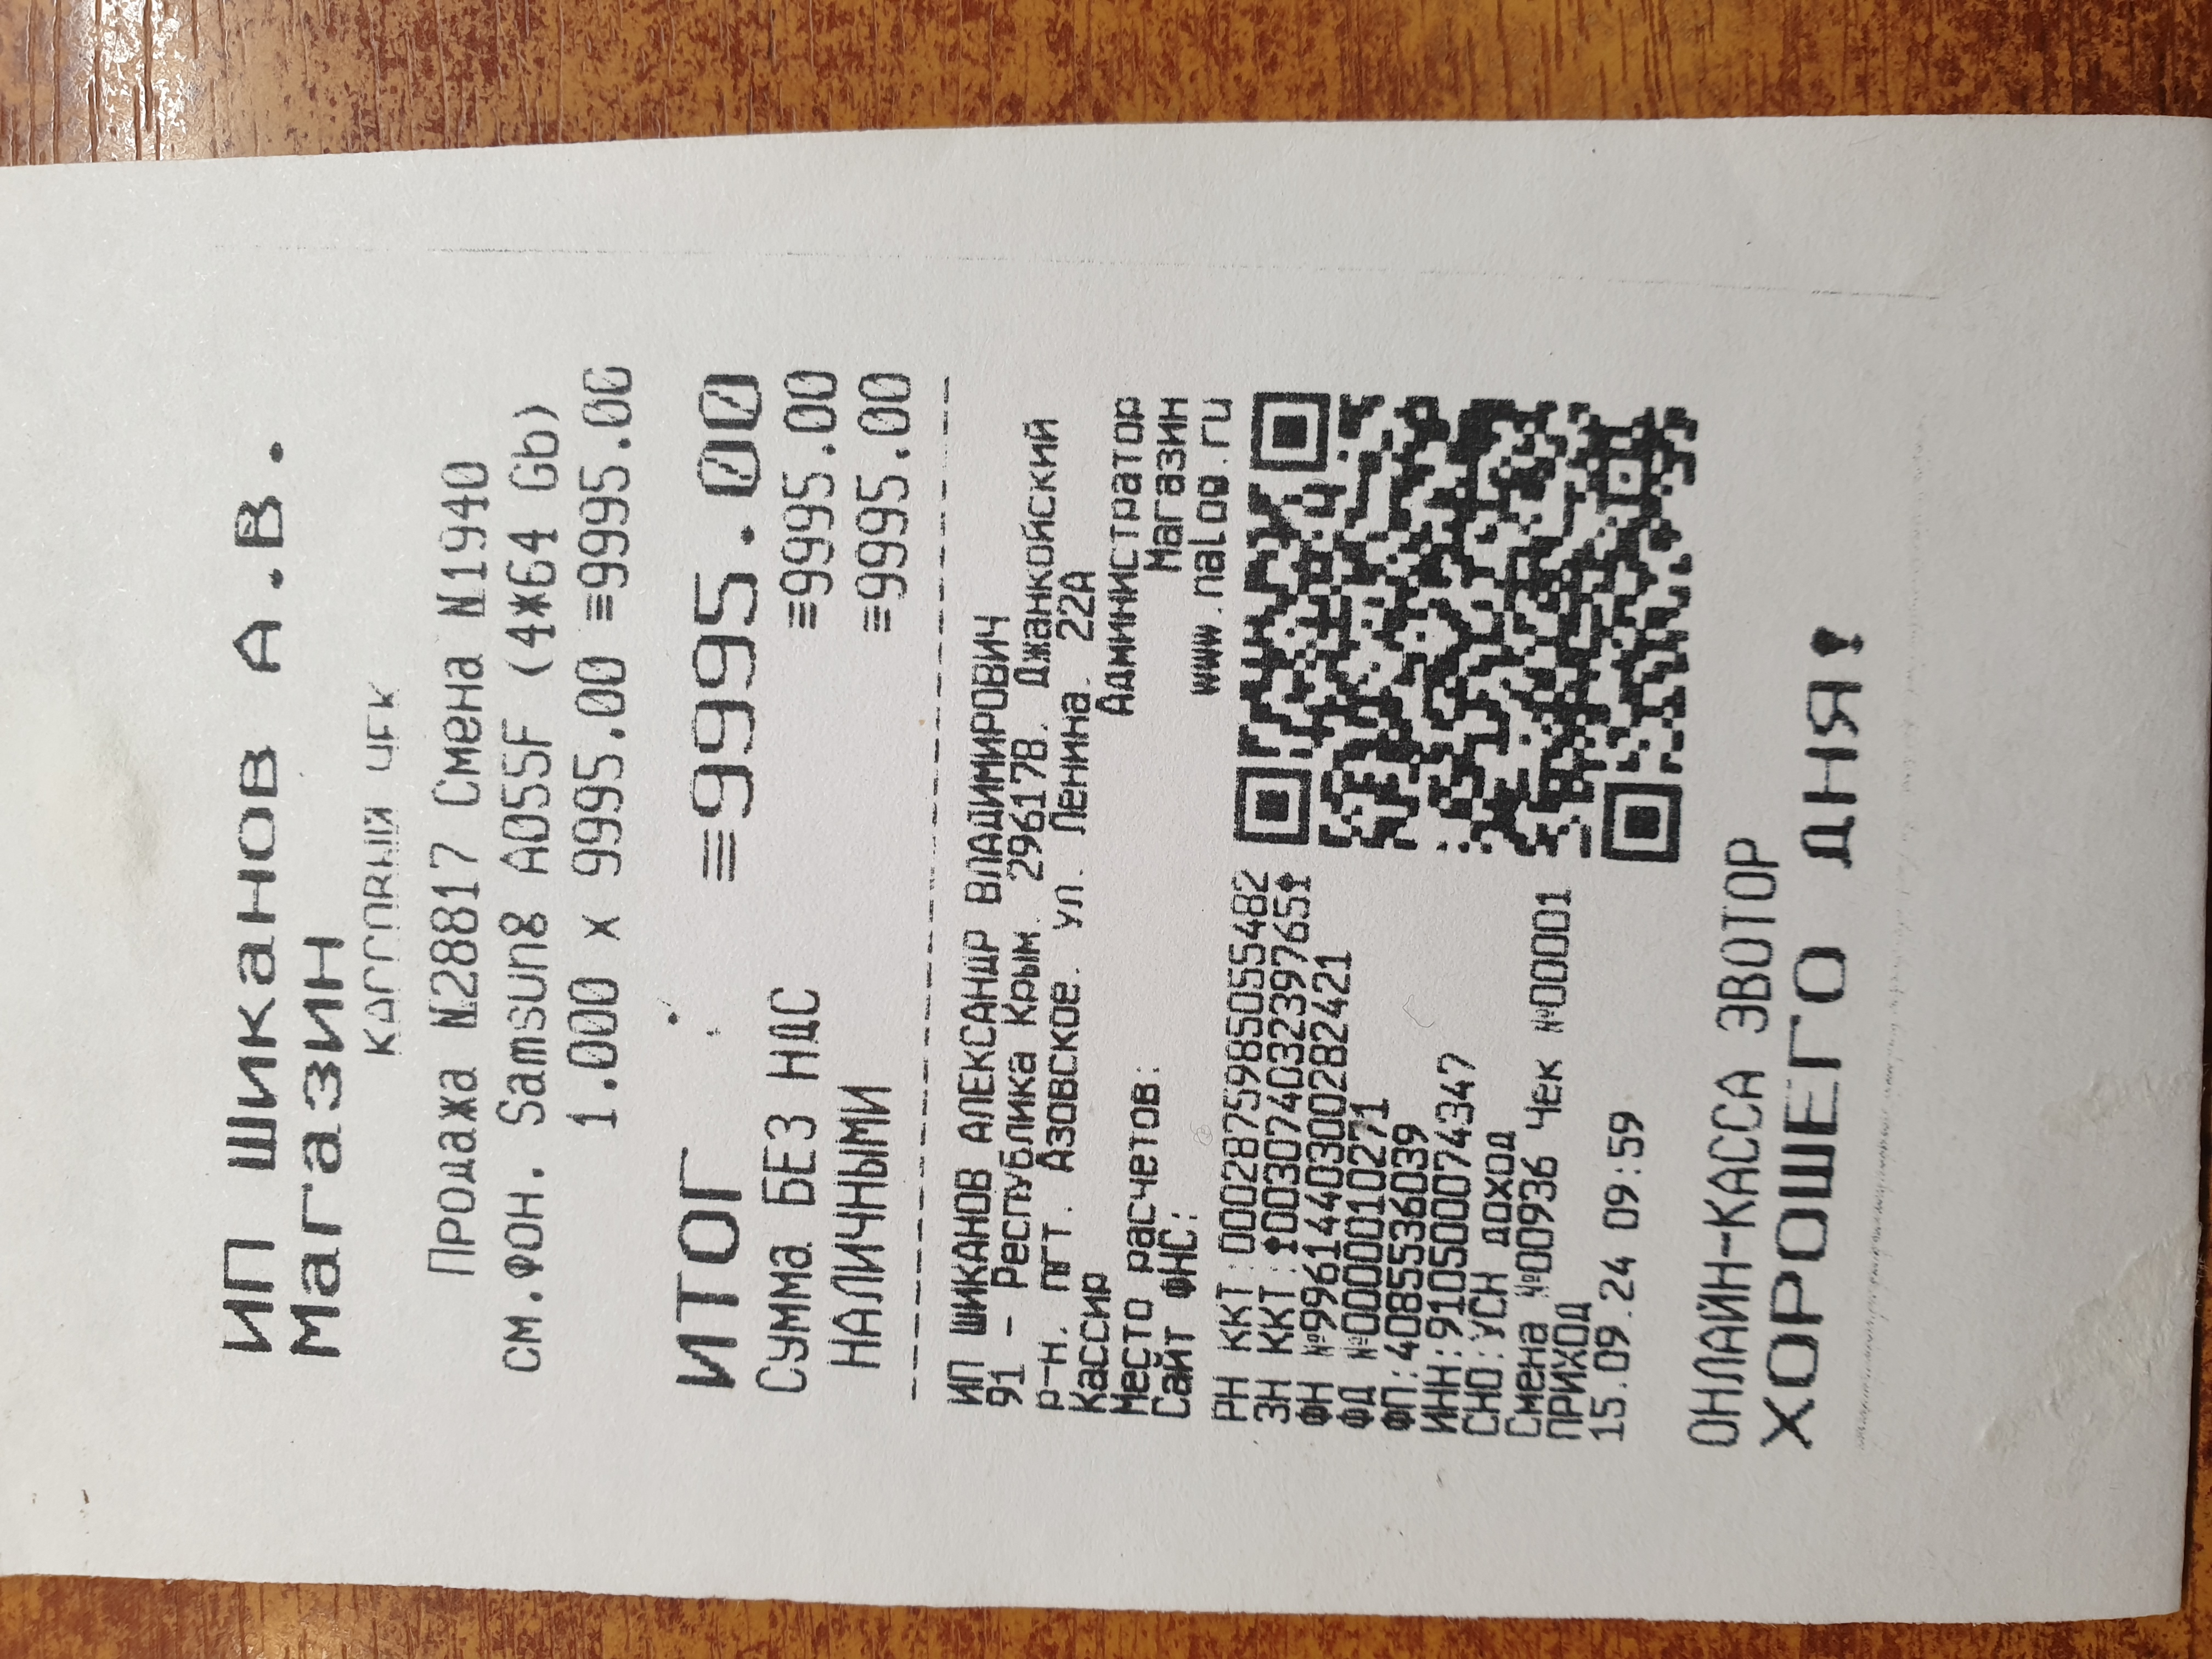 ИП Шиканов А.В.
Магазин
КАССОВЫЙ ЧЕК
Продажа №28817 Смена №1940
см.фон. Samsung A055F (4*64 Gb)
1.000 x 9995.00 ≡9995.00
ИТОГ ≡9995.00
Сумма БЕЗ НДС ≡9995.00
НАЛИЧНЫМИ ≡9995.00
ИП ШИКАНОВ АЛЕКСАНДР ВЛАДИМИРОВИЧ
91 - Республика Крым. 296178. Джанкойский
р-н. пгт. Азовское. ул. Ленина. 22А
Кассир Администратор
Место расчетов: Магазин
Сайт ФНС: www.nalog.ru
РН ККТ:0002875985055482
ЗН ККТ:⬧00307403239765⬧
ФН №9961440300282421
ФД №0000010271
ФП:4085536039
ИНН:910500074347
СНО:УСН доход
Смена №00936 Чек №00001
ПРИХОД
15.09.24 09:59
ОНЛАЙН-КАССА ЭВОТОР
ХОРОШЕГО ДНЯ!